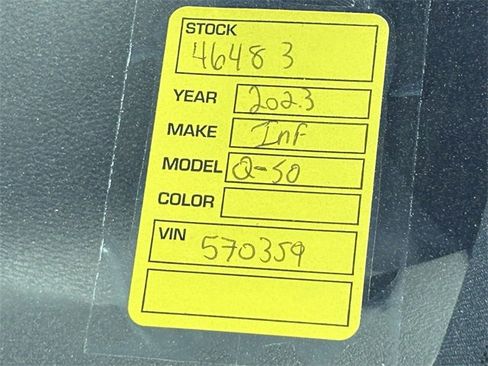 STOCK
46483
YEAR 2023
MAKE Inf
MODEL Q-50
COLOR
VIN 570359